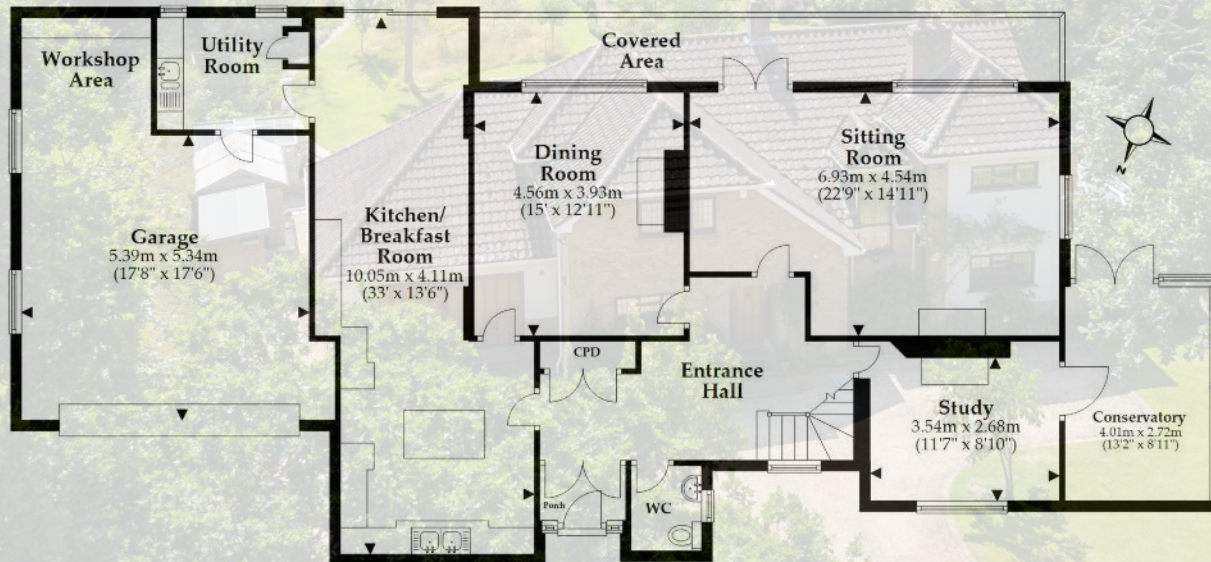 Workshop
Area
Utility
Room
Covered
Area
Dining
Room
4.56m x 3.93m
(15' x 12'11")
Sitting
Room
6.93m x 4.54m
(22'9" x 14'11")
N
Garage
5.39m x 5.34m
(17'8" x 17'6")
Kitchen/
Breakfast
Room
10.05m x 4.11m
(33' x 13'6")
CPD
Entrance
Hall
Study
3.54m x 2.68m
(11'7" x 8'10")
Conservatory
4.01m x 2.72m
(13'2" x 8'11")
Porch
WC